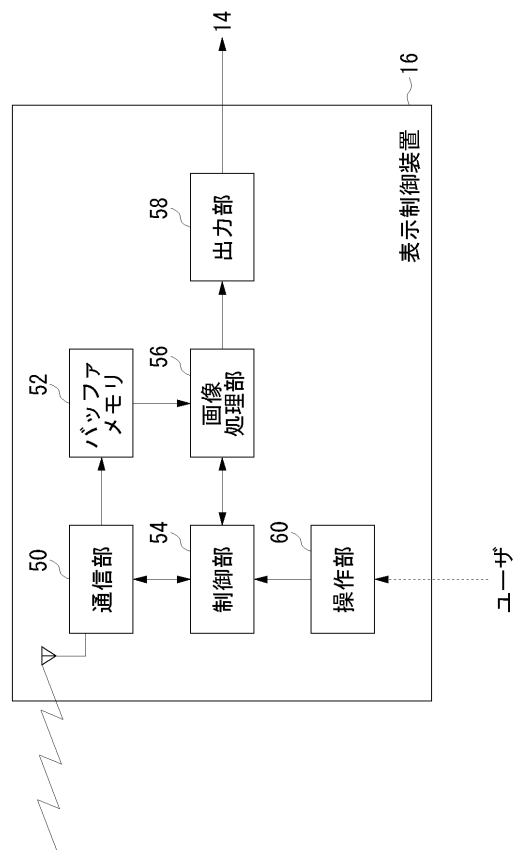 50
通信部
52
バッファ
メモリ
54
制御部
56
画像
処理部
58
出力部
14
60
操作部
ユーザ
表示制御装置
16